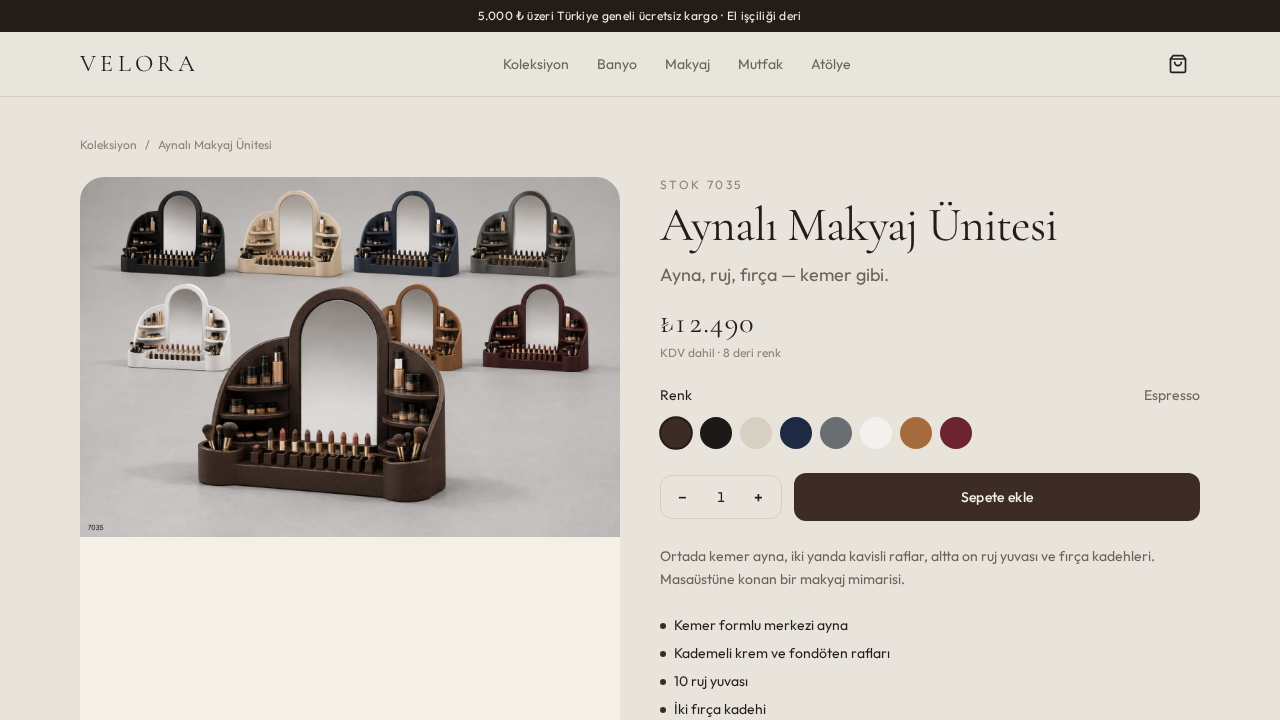 5.000 ₺ üzeri Türkiye geneli ücretsiz kargo · El işçiliği deri
VELORA
Koleksiyon
Banyo
Makyaj
Mutfak
Atölye
Koleksiyon / Aynalı Makyaj Ünitesi
7035
STOK 7035
Aynalı Makyaj Ünitesi
Ayna, ruj, fırça — kemer gibi.
₺12.490
KDV dahil · 8 deri renk
Renk
Espresso
− 1 +
Sepete ekle
Ortada kemer ayna, iki yanda kavisli raflar, altta on ruj yuvası ve fırça kadehleri.
Masaüstüne konan bir makyaj mimarisi.
Kemer formlu merkezi ayna
Kademeli krem ve fondöten rafları
10 ruj yuvası
İki fırça kadehi